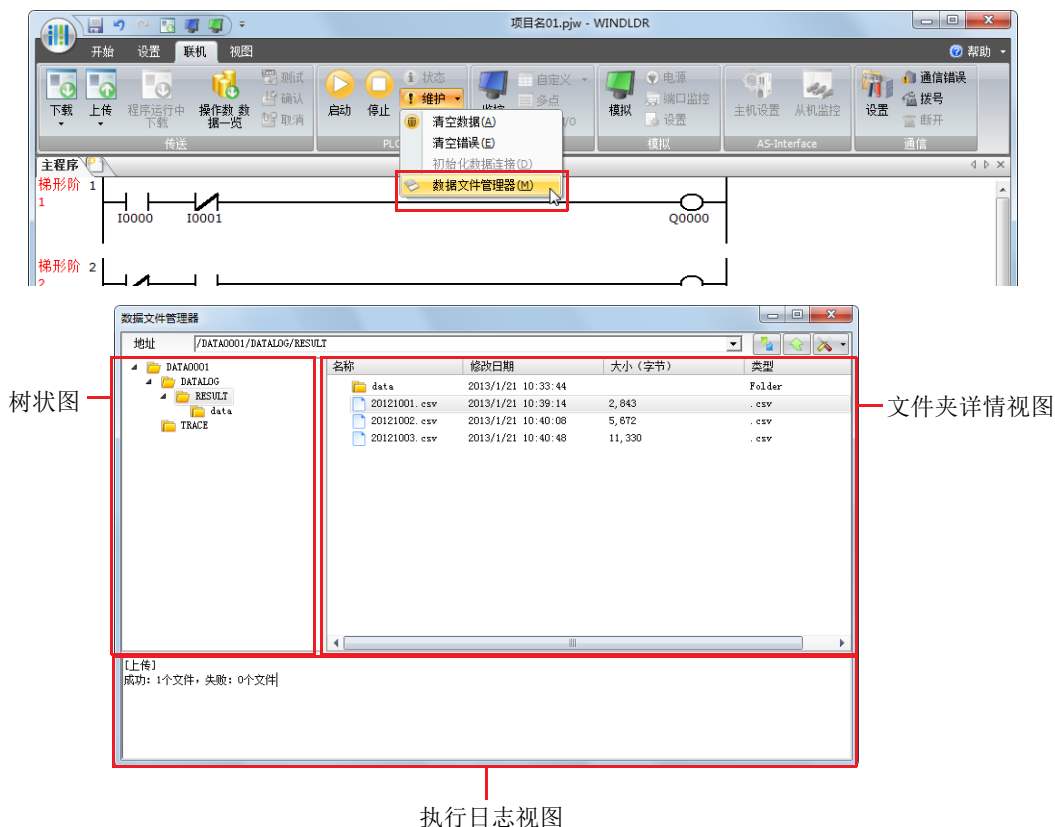 项目名01.pjw - WINDLDR
开始 设置 联机 视图 帮助
下载 上传 程序运行中下载 操作数 数据一览 测试 确认 取消
传送
启动 停止 状态 维护
自定义 多点
模拟 电源 端口监控 设置
模拟
主机设置 从机监控
AS-Interface
设置 通信错误 拨号 断开
通信
清空数据(A)
清空错误(E)
初始化数据连接(D)
数据文件管理器(M)
主程序
梯形阶 1
1
I0000 I0001 Q0000
梯形阶 2
2
数据文件管理器
地址 /DATA0001/DATALOG/RESULT
DATA0001
DATALOG
RESULT
data
TRACE
名称 修改日期 大小（字节） 类型
data 2013/1/21 10:33:44 Folder
20121001.csv 2013/1/21 10:39:14 2,843 .csv
20121002.csv 2013/1/21 10:40:08 5,672 .csv
20121003.csv 2013/1/21 10:40:48 11,330 .csv
树状图
文件夹详情视图
[上传]
成功：1个文件，失败：0个文件
执行日志视图